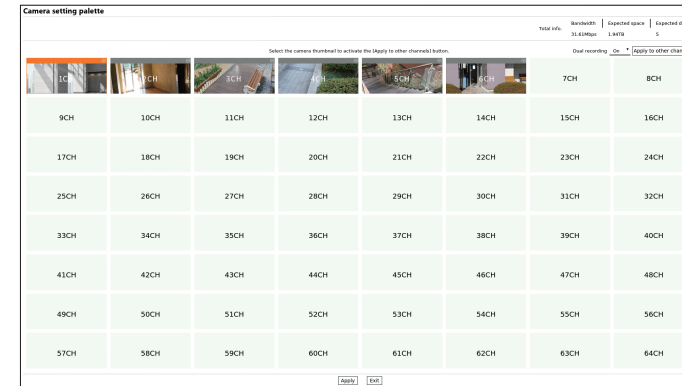 Camera setting palette
Total info. Bandwidth Expected space Expected d
31.81Mbps 1.94TB 5
Select the camera thumbnail to activate the [Apply to other channels] button. Dual recording On Apply to other chan
1CH 2CH 3CH 4CH 5CH 6CH 7CH 8CH
9CH 10CH 11CH 12CH 13CH 14CH 15CH 16CH
17CH 18CH 19CH 20CH 21CH 22CH 23CH 24CH
25CH 26CH 27CH 28CH 29CH 30CH 31CH 32CH
33CH 34CH 35CH 36CH 37CH 38CH 39CH 40CH
41CH 42CH 43CH 44CH 45CH 46CH 47CH 48CH
49CH 50CH 51CH 52CH 53CH 54CH 55CH 56CH
57CH 58CH 59CH 60CH 61CH 62CH 63CH 64CH
Apply Exit